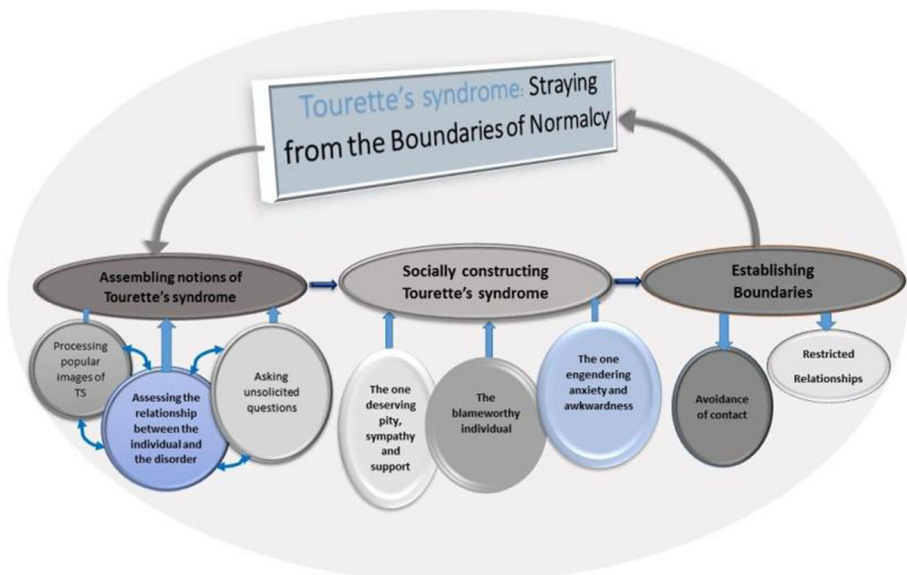 Tourette's syndrome: Straying
from the Boundaries of Normalcy
Assembling notions of
Tourette's syndrome
Socially constructing
Tourette's syndrome
Establishing
Boundaries
Processing
popular
images of
TS
Assessing the
relationship
between the
individual and
the disorder
Asking
unsolicited
questions
The one
deserving
pity,
sympathy
and
support
The
blameworthy
individual
The one
engendering
anxiety and
awkwardness
Avoidance
of contact
Restricted
Relationships